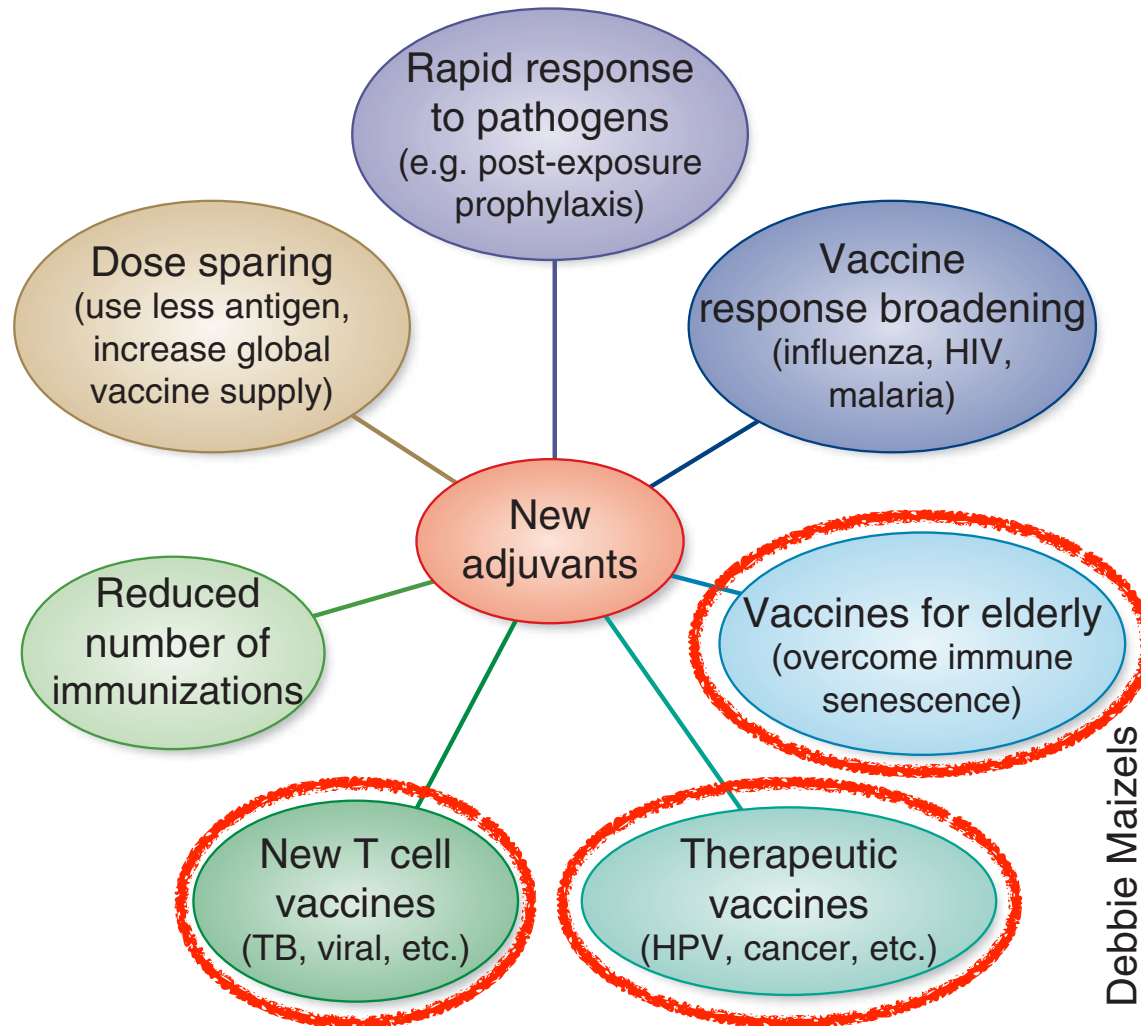 Rapid response
to pathogens
(e.g. post-exposure
prophylaxis)
Dose sparing
(use less antigen,
increase global
vaccine supply)
Vaccine
response broadening
(influenza, HIV,
malaria)
New
adjuvants
Reduced
number of
immunizations
Vaccines for elderly
(overcome immune
senescence)
New T cell
vaccines
(TB, viral, etc.)
Therapeutic
vaccines
(HPV, cancer, etc.)
Debbie Maizels